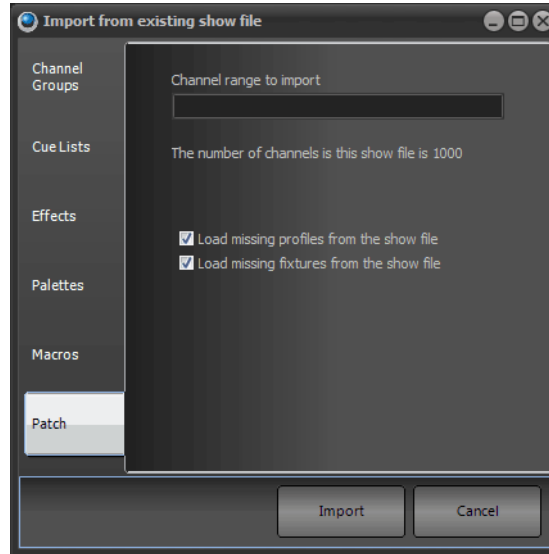 Import from existing show file
Channel
Groups
Cue Lists
Effects
Palettes
Macros
Patch
Channel range to import
The number of channels is this show file is 1000
Load missing profiles from the show file
Load missing fixtures from the show file
Import
Cancel